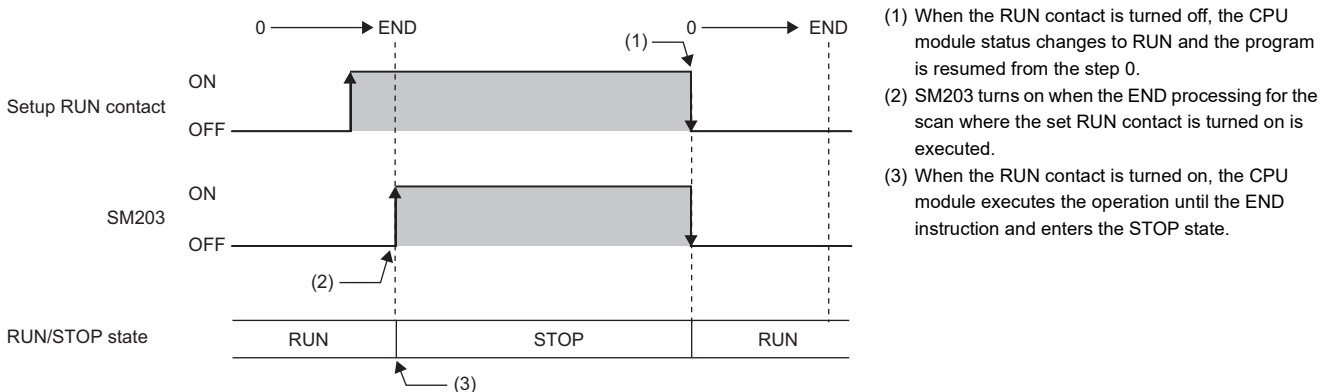 0 END
0 END
(1)
ON
Setup RUN contact
OFF
ON
SM203
OFF
(2)
RUN/STOP state
RUN
STOP
RUN
(3)
(1) When the RUN contact is turned off, the CPU
module status changes to RUN and the program
is resumed from the step 0.
(2) SM203 turns on when the END processing for the
scan where the set RUN contact is turned on is
executed.
(3) When the RUN contact is turned on, the CPU
module executes the operation until the END
instruction and enters the STOP state.